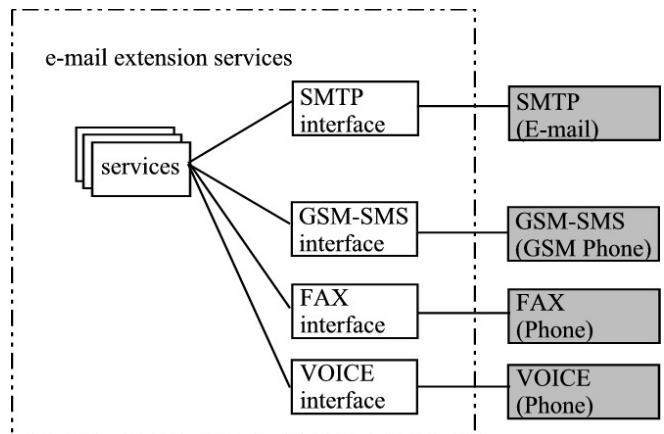 e-mail extension services
SMTP
interface
SMTP
(E-mail)
services
GSM-SMS
interface
GSM-SMS
(GSM Phone)
FAX
interface
FAX
(Phone)
VOICE
interface
VOICE
(Phone)